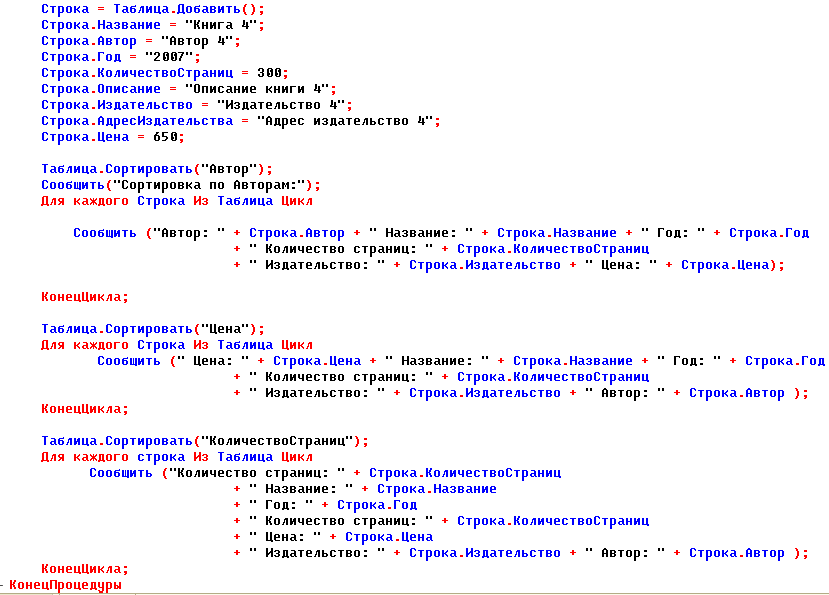 Строка = Таблица.Добавить();
Строка.Название = "Книга 4";
Строка.Автор = "Автор 4";
Строка.Год = "2007";
Строка.КоличествоСтраниц = 300;
Строка.Описание = "Описание книги 4";
Строка.Издательство = "Издательство 4";
Строка.АдресИздательства = "Адрес издательство 4";
Строка.Цена = 650;
Таблица.Сортировать("Автор");
Сообщить("Сортировка по Авторам:");
Для каждого Строка Из Таблица Цикл
Сообщить ("Автор: " + Строка.Автор + " Название: " + Строка.Название + " Год: " + Строка.Год
+ " Количество страниц: " + Строка.КоличествоСтраниц
+ " Издательство: " + Строка.Издательство + " Цена: " + Строка.Цена);
КонецЦикла;
Таблица.Сортировать("Цена");
Для каждого Строка Из Таблица Цикл
Сообщить (" Цена: " + Строка.Цена + " Название: " + Строка.Название + " Год: " + Строка.Год
+ " Количество страниц: " + Строка.КоличествоСтраниц
+ " Издательство: " + Строка.Издательство + " Автор: " + Строка.Автор );
КонецЦикла;
Таблица.Сортировать("КоличествоСтраниц");
Для каждого строка Из Таблица Цикл
Сообщить ("Количество страниц: " + Строка.КоличествоСтраниц
+ " Название: " + Строка.Название
+ " Год: " + Строка.Год
+ " Количество страниц: " + Строка.КоличествоСтраниц
+ " Цена: " + Строка.Цена
+ " Издательство: " + Строка.Издательство + " Автор: " + Строка.Автор );
КонецЦикла;
КонецПроцедуры